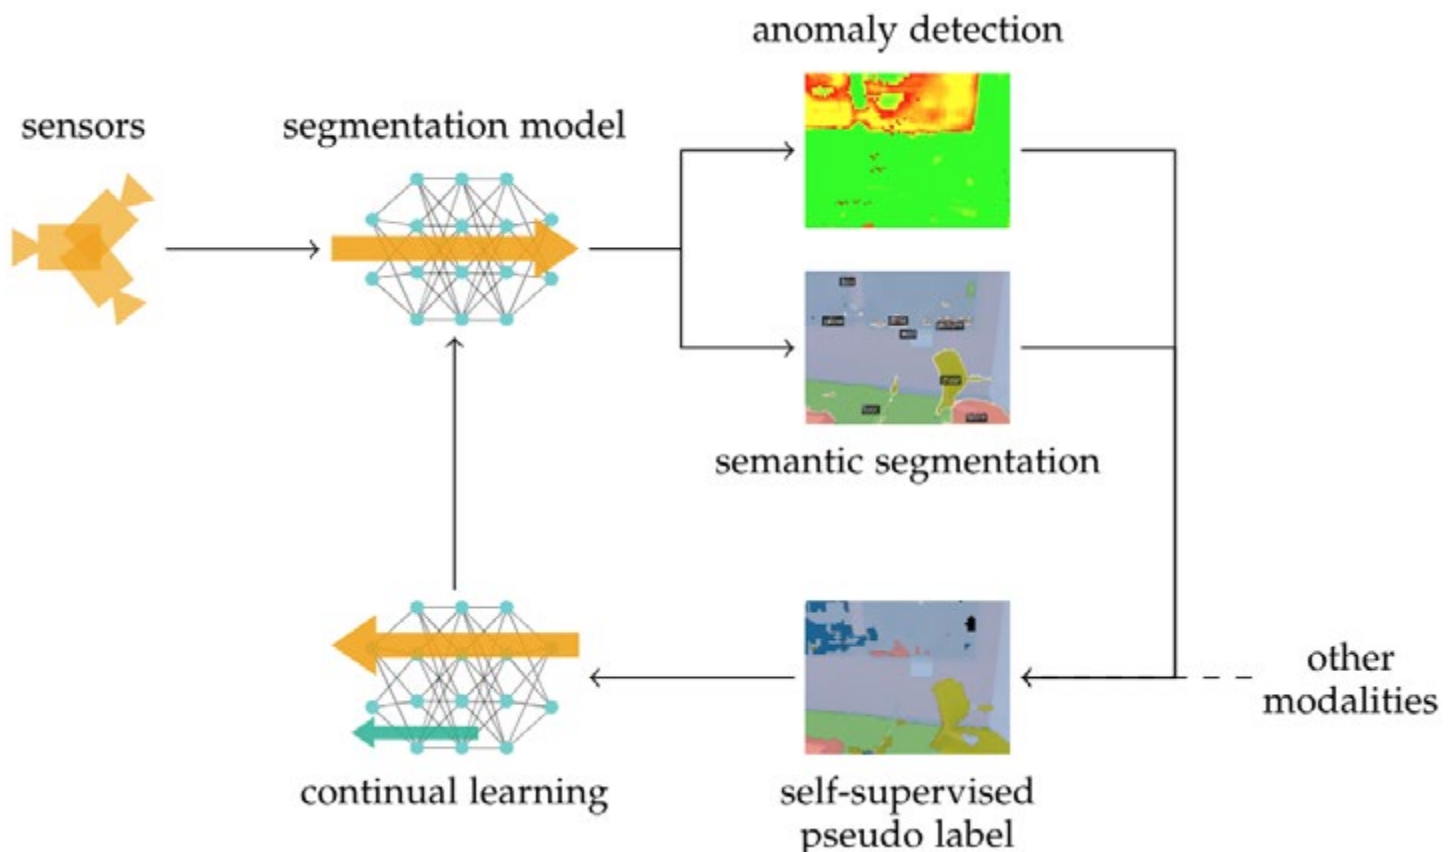 anomaly detection
sensors
segmentation model
semantic segmentation
other
modalities
continual learning
self-supervised
pseudo label